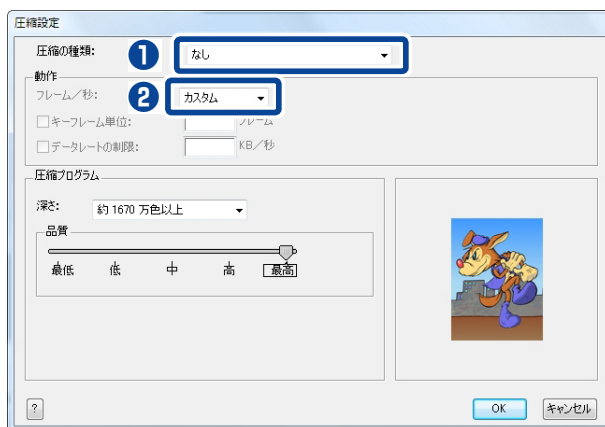 圧縮設定
圧縮の種類: ❶ なし
動作
フレーム/秒: ❷ カスタム
キーフレーム単位: フレーム
データレートの制限: KB/秒
圧縮プログラム
深さ: 約 1670 万色以上
品質
最低 低 中 高 最高
? OK キャンセル